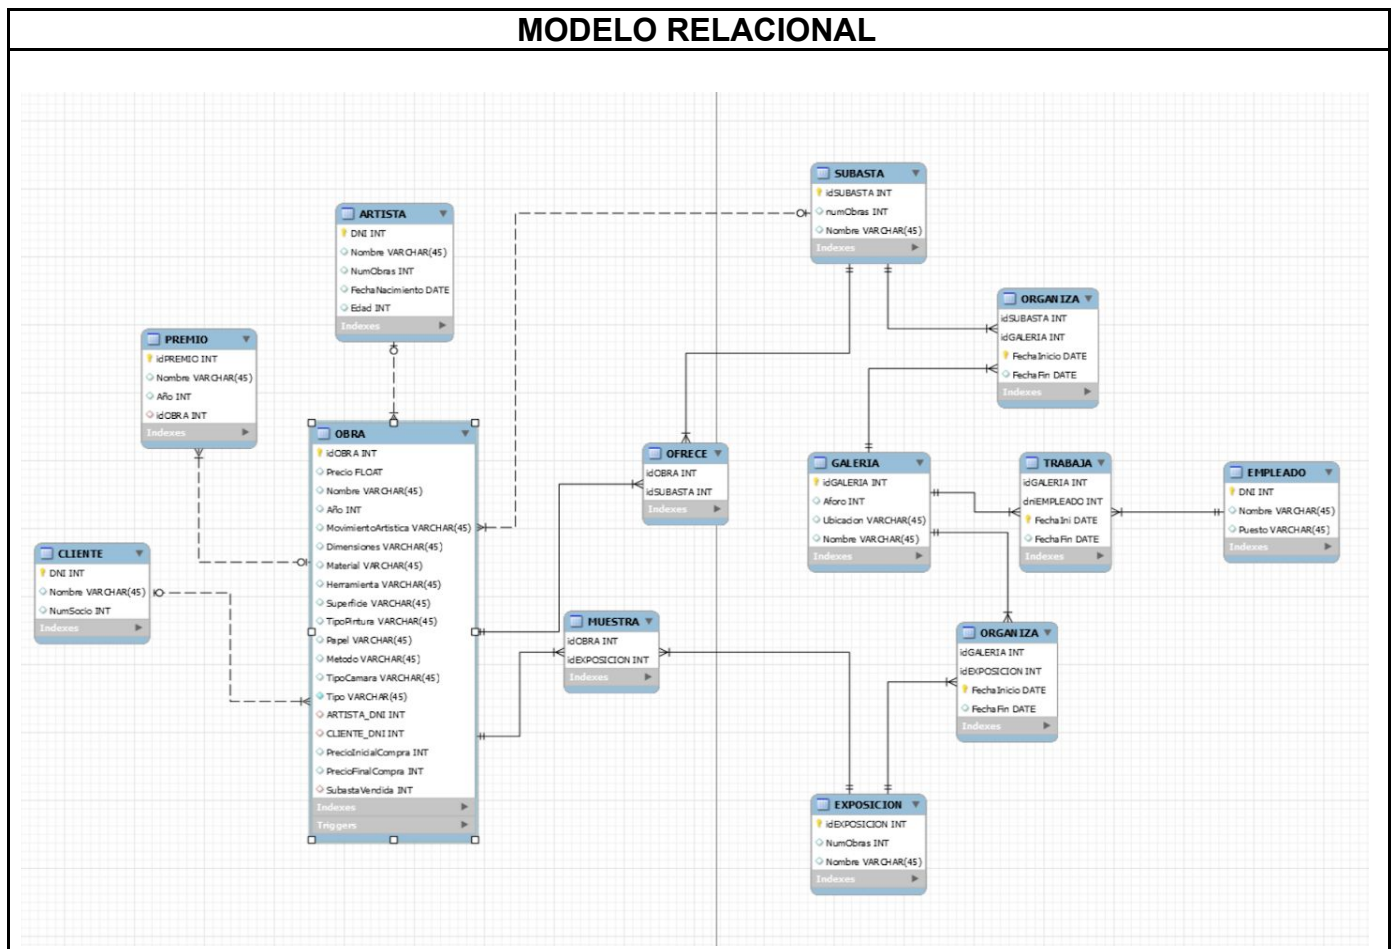 MODELO RELACIONAL
SUBASTA
idSUBASTA INT
numObras INT
Nombre VARCHAR(45)
Indexes
ARTISTA
DNI INT
Nombre VARCHAR(45)
NumObras INT
FechaNacimiento DATE
Edad INT
Indexes
ORGANIZA
idSUBASTA INT
idGALERIA INT
FechaInicio DATE
FechaFin DATE
Indexes
PREMIO
idPREMIO INT
Nombre VARCHAR(45)
Año INT
idOBRA INT
Indexes
OBRA
idOBRA INT
Precio FLOAT
Nombre VARCHAR(45)
Año INT
MovimientoArtistica VARCHAR(45)
Dimensiones VARCHAR(45)
Material VARCHAR(45)
Herramienta VARCHAR(45)
Superficie VARCHAR(45)
TipoPintura VARCHAR(45)
Papel VARCHAR(45)
Metodo VARCHAR(45)
TipoCamara VARCHAR(45)
Tipo VARCHAR(45)
ARTISTA_DNI INT
CLIENTE_DNI INT
PrecioInicialCompra INT
PrecioFinalCompra INT
SubastaVendida INT
Indexes
Triggers
OFRECE
idOBRA INT
idSUBASTA INT
Indexes
GALERIA
idGALERIA INT
Aforo INT
Ubicacion VARCHAR(45)
Nombre VARCHAR(45)
Indexes
TRABAJA
idGALERIA INT
dniEMPLEADO INT
FechaIni DATE
FechaFin DATE
Indexes
EMPLEADO
DNI INT
Nombre VARCHAR(45)
Puesto VARCHAR(45)
Indexes
CLIENTE
DNI INT
Nombre VARCHAR(45)
NumSocio INT
Indexes
MUESTRA
idOBRA INT
idEXPOSICION INT
Indexes
ORGANIZA
idGALERIA INT
idEXPOSICION INT
FechaInicio DATE
FechaFin DATE
Indexes
EXPOSICION
idEXPOSICION INT
NumObras INT
Nombre VARCHAR(45)
Indexes